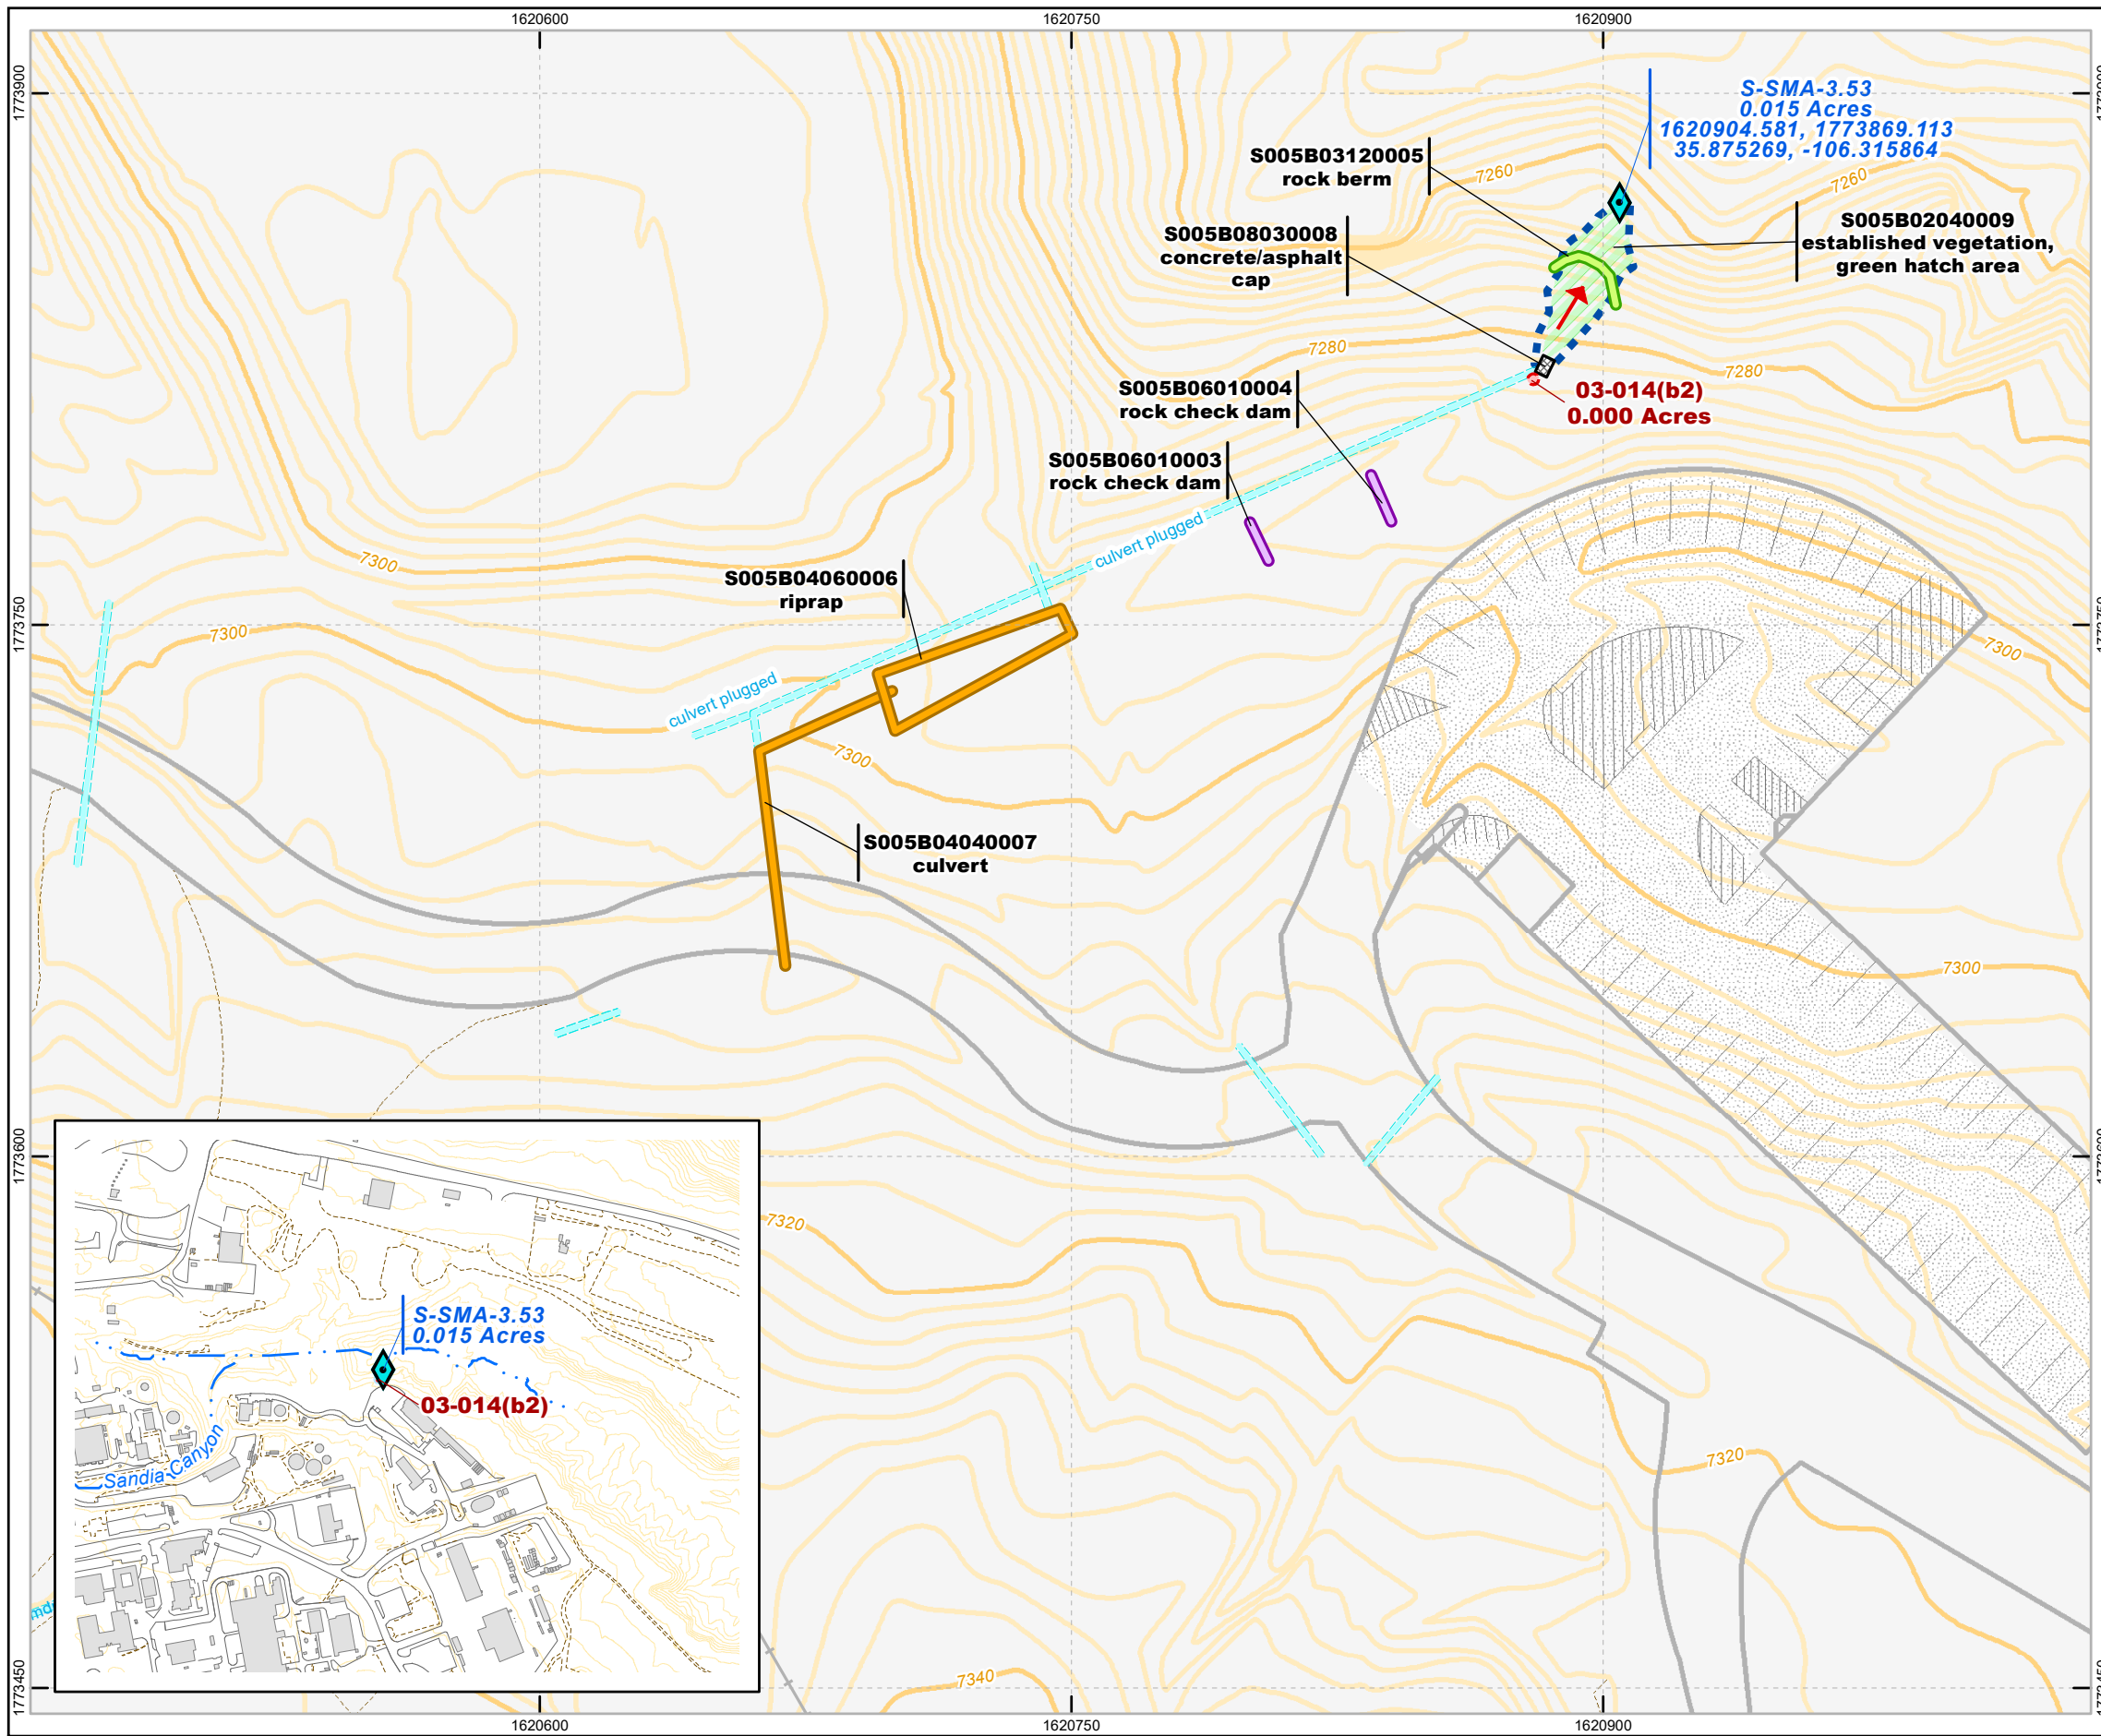 1620600
1620750
1620900
1773900
S-SMA-3.53
0.015 Acres
1620904.581, 1773869.113
35.875269, -106.315864
S005B03120005
rock berm
7260
7260
S005B02040009
established vegetation,
green hatch area
S005B08030008
concrete/asphalt
cap
7280
7280
03-014(b2)
0.000 Acres
S005B06010004
rock check dam
S005B06010003
rock check dam
culvert plugged
7300
S005B04060006
riprap
1773750
7300
7300
culvert plugged
7300
S005B04040007
culvert
7300
1773600
7320
S-SMA-3.53
0.015 Acres
03-014(b2)
Sandia Canyon
7320
7340
1773450
1620600
1620750
1620900